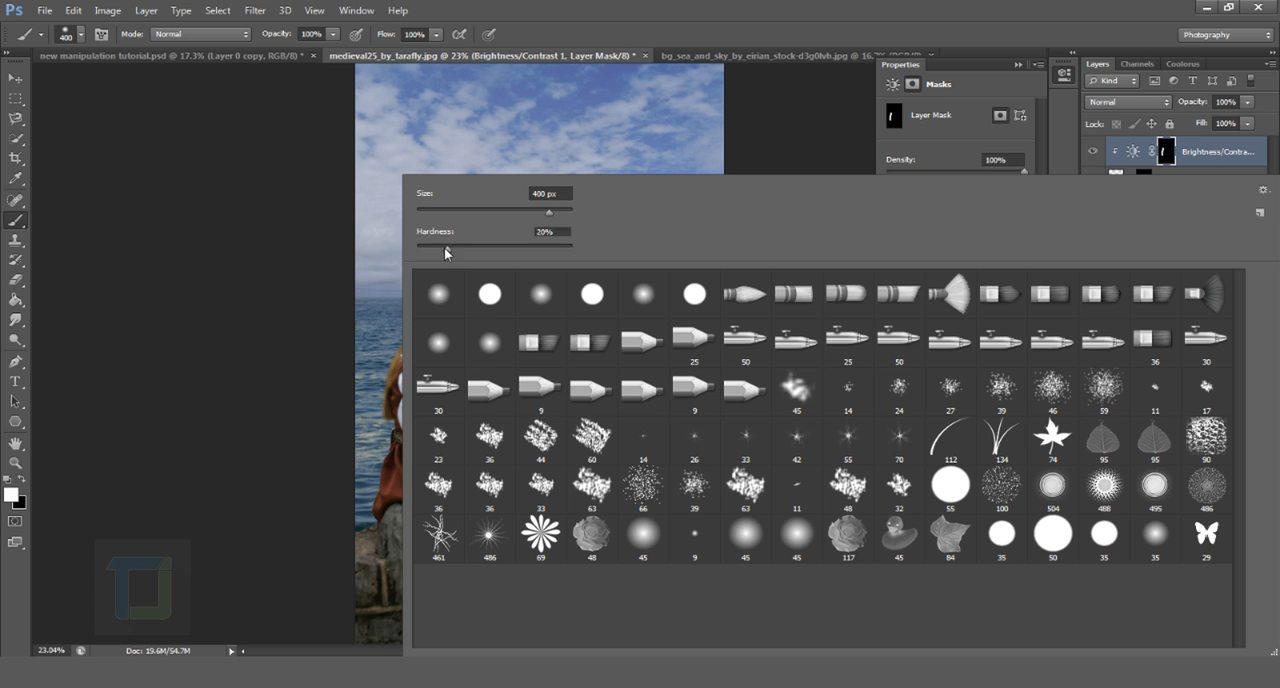 Ps File Edit Image Layer Type Select Filter 3D View Window Help
400 Mode: Normal Opacity: 100% Flow: 100% Photography
new manipulation tutorial.psd @ 17.3% (Layer 0 copy, RGB/8) * × medieval25_by_tarafly.jpg @ 23% (Brightness/Contrast 1, Layer Mask/8) * × bg_sea_and_sky_by_eirian_stock-d3g0lvh.jpg @
Properties Layers Channels Coolorus
Masks Kind
Layer Mask Normal Opacity: 100%
Lock: Fill: 100%
Density: 100% Brightness/Contra...
Size: 400 px
Hardness: 20%
25 50 25 50 36 30
30 9 9 45 14 24 27 39 46 59 11 17
23 36 44 60 14 26 33 42 55 70 112 134 74 95 95 90
36 36 33 63 66 39 63 11 48 32 55 100 504 488 495 486
461 486 69 48 45 9 45 45 117 45 84 35 50 35 35 29
T
TJ
23.04% Doc: 19.6M/54.7M